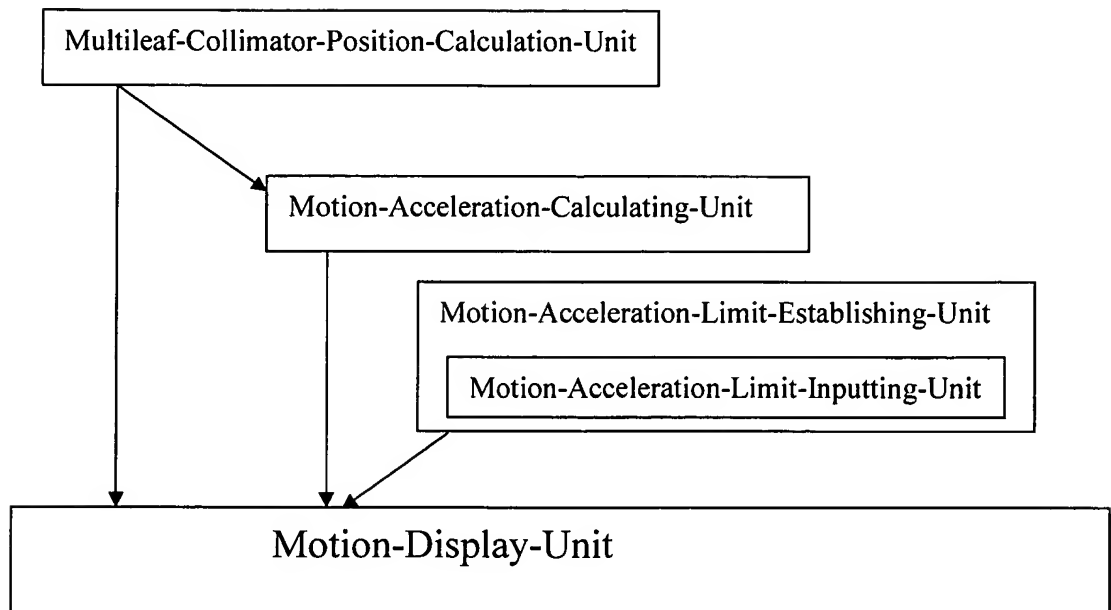 Multileaf-Collimator-Position-Calculation-Unit
Motion-Acceleration-Calculating-Unit
Motion-Acceleration-Limit-Establishing-Unit
Motion-Acceleration-Limit-Inputting-Unit
Motion-Display-Unit